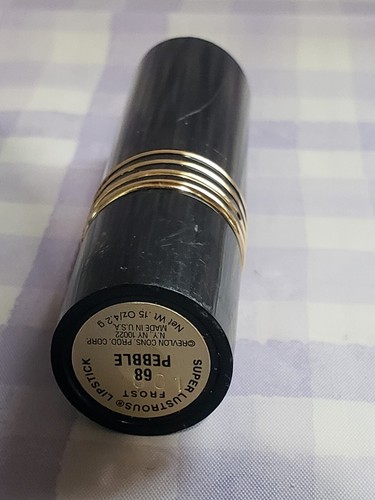 SUPER LUSTROUS® LIPSTICK
FROST
68
PEBBLE
©REVLON CONS. PROD. CORP.
N.Y. NY 10022
MADE IN U.S.A.
Net Wt .15 Oz/4.2 g